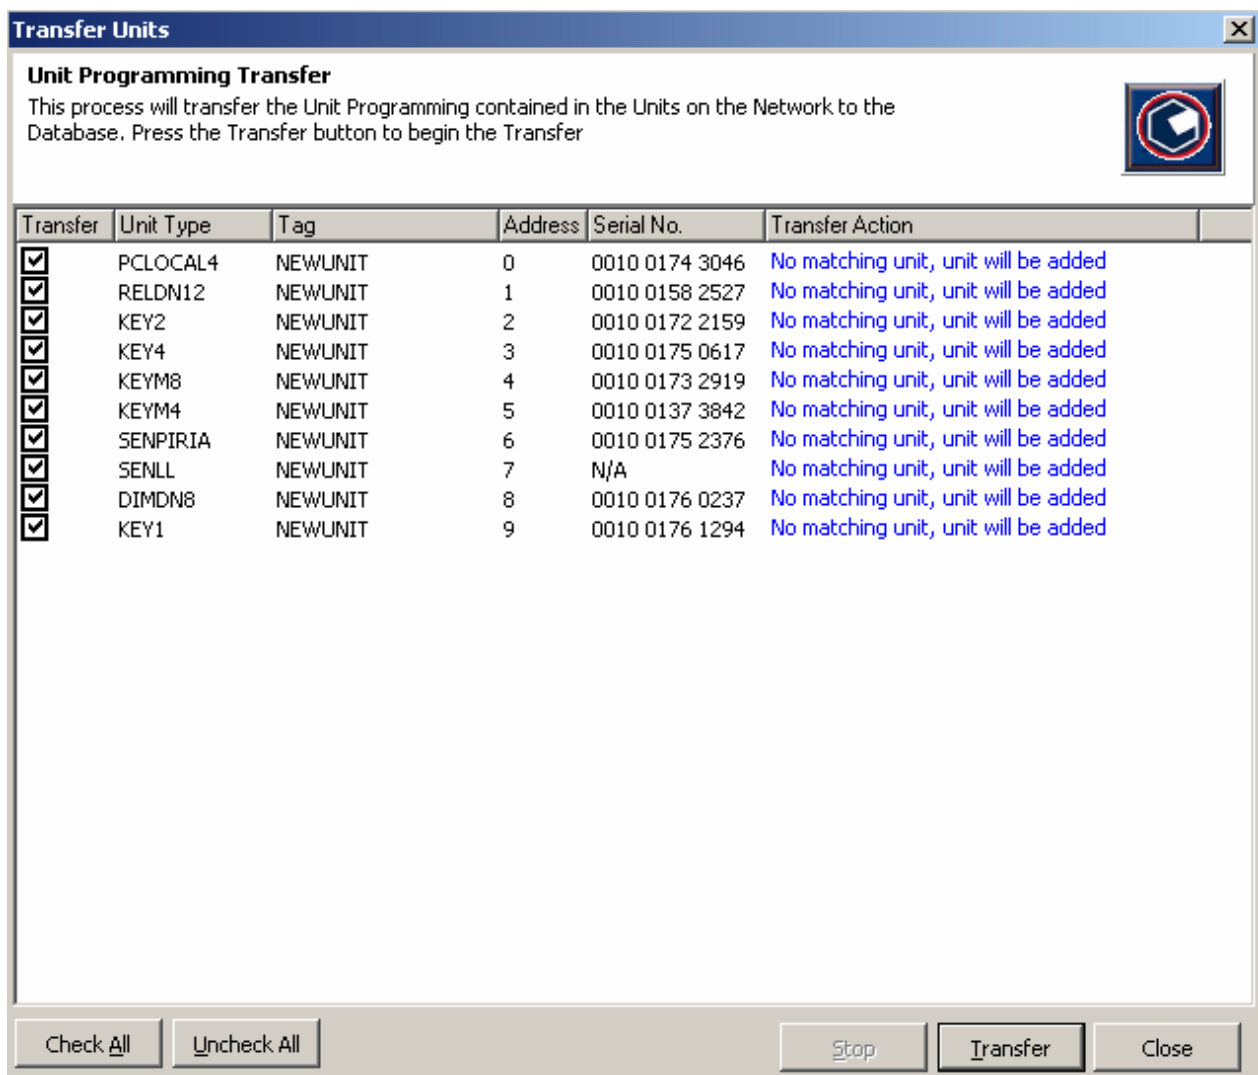 Transfer Units
Unit Programming Transfer
This process will transfer the Unit Programming contained in the Units on the Network to the
Database. Press the Transfer button to begin the Transfer
Transfer Unit Type Tag Address Serial No. Transfer Action
PCLOCAL4 NEWUNIT 0 0010 0174 3046 No matching unit, unit will be added
RELDN12 NEWUNIT 1 0010 0158 2527 No matching unit, unit will be added
KEY2 NEWUNIT 2 0010 0172 2159 No matching unit, unit will be added
KEY4 NEWUNIT 3 0010 0175 0617 No matching unit, unit will be added
KEYM8 NEWUNIT 4 0010 0173 2919 No matching unit, unit will be added
KEYM4 NEWUNIT 5 0010 0137 3842 No matching unit, unit will be added
SENPIRIA NEWUNIT 6 0010 0175 2376 No matching unit, unit will be added
SENLL NEWUNIT 7 N/A No matching unit, unit will be added
DIMDN8 NEWUNIT 8 0010 0176 0237 No matching unit, unit will be added
KEY1 NEWUNIT 9 0010 0176 1294 No matching unit, unit will be added
Check All Uncheck All Stop Transfer Close